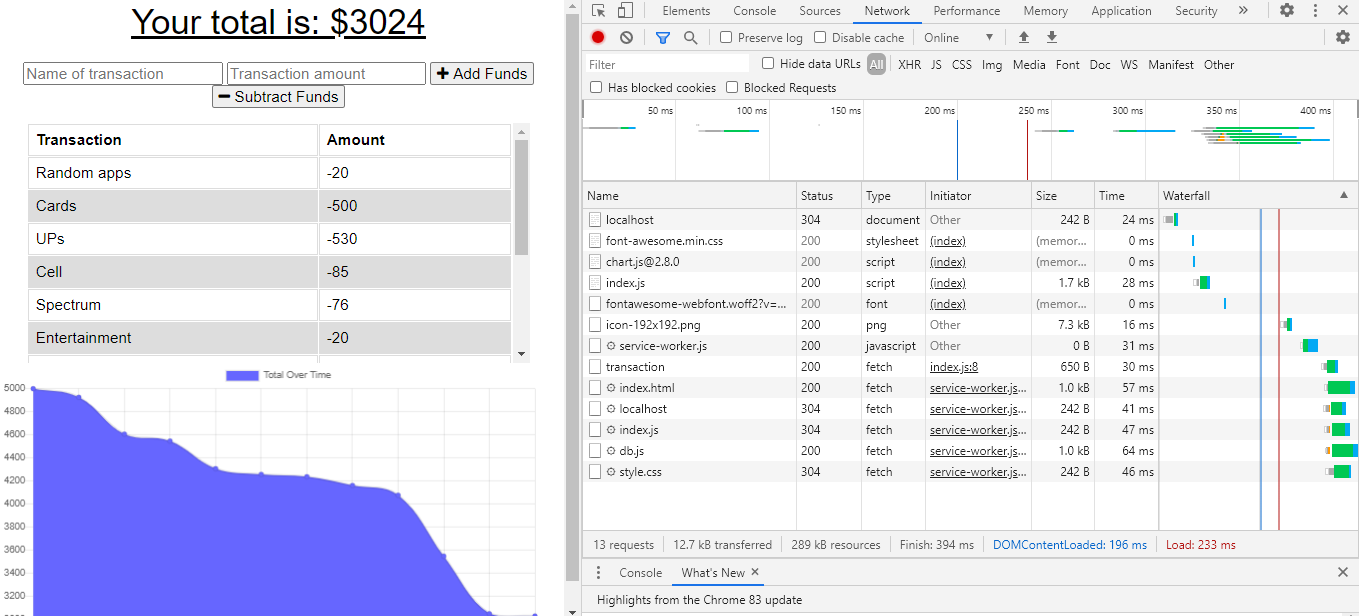 Your total is: $3024
Name of transaction Transaction amount Add Funds
Subtract Funds
Transaction Amount
Random apps -20
Cards -500
UPs -530
Cell -85
Spectrum -76
Entertainment -20
Total Over Time
5000
4800
4600
4400
4200
4000
3800
3600
3400
3200
Elements Console Sources Network Performance Memory Application Security »
Preserve log Disable cache Online
Filter Hide data URLs All XHR JS CSS Img Media Font Doc WS Manifest Other
Has blocked cookies Blocked Requests
50 ms 100 ms 150 ms 200 ms 250 ms 300 ms 350 ms 400 ms
Name Status Type Initiator Size Time Waterfall
localhost 304 document Other 242 B 24 ms
font-awesome.min.css 200 stylesheet (index) (memor... 0 ms
chart.js@2.8.0 200 script (index) (memor... 0 ms
index.js 200 script (index) 1.7 kB 28 ms
fontawesome-webfont.woff2?v=... 200 font (index) (memor... 0 ms
icon-192x192.png 200 png Other 7.3 kB 16 ms
service-worker.js 200 javascript Other 0 B 31 ms
transaction 200 fetch index.js:8 650 B 30 ms
index.html 200 fetch service-worker.js... 1.0 kB 57 ms
localhost 304 fetch service-worker.js... 242 B 41 ms
index.js 304 fetch service-worker.js... 242 B 47 ms
db.js 200 fetch service-worker.js... 1.0 kB 64 ms
style.css 304 fetch service-worker.js... 242 B 46 ms
13 requests 12.7 kB transferred 289 kB resources Finish: 394 ms DOMContentLoaded: 196 ms Load: 233 ms
Console What's New ×
Highlights from the Chrome 83 update